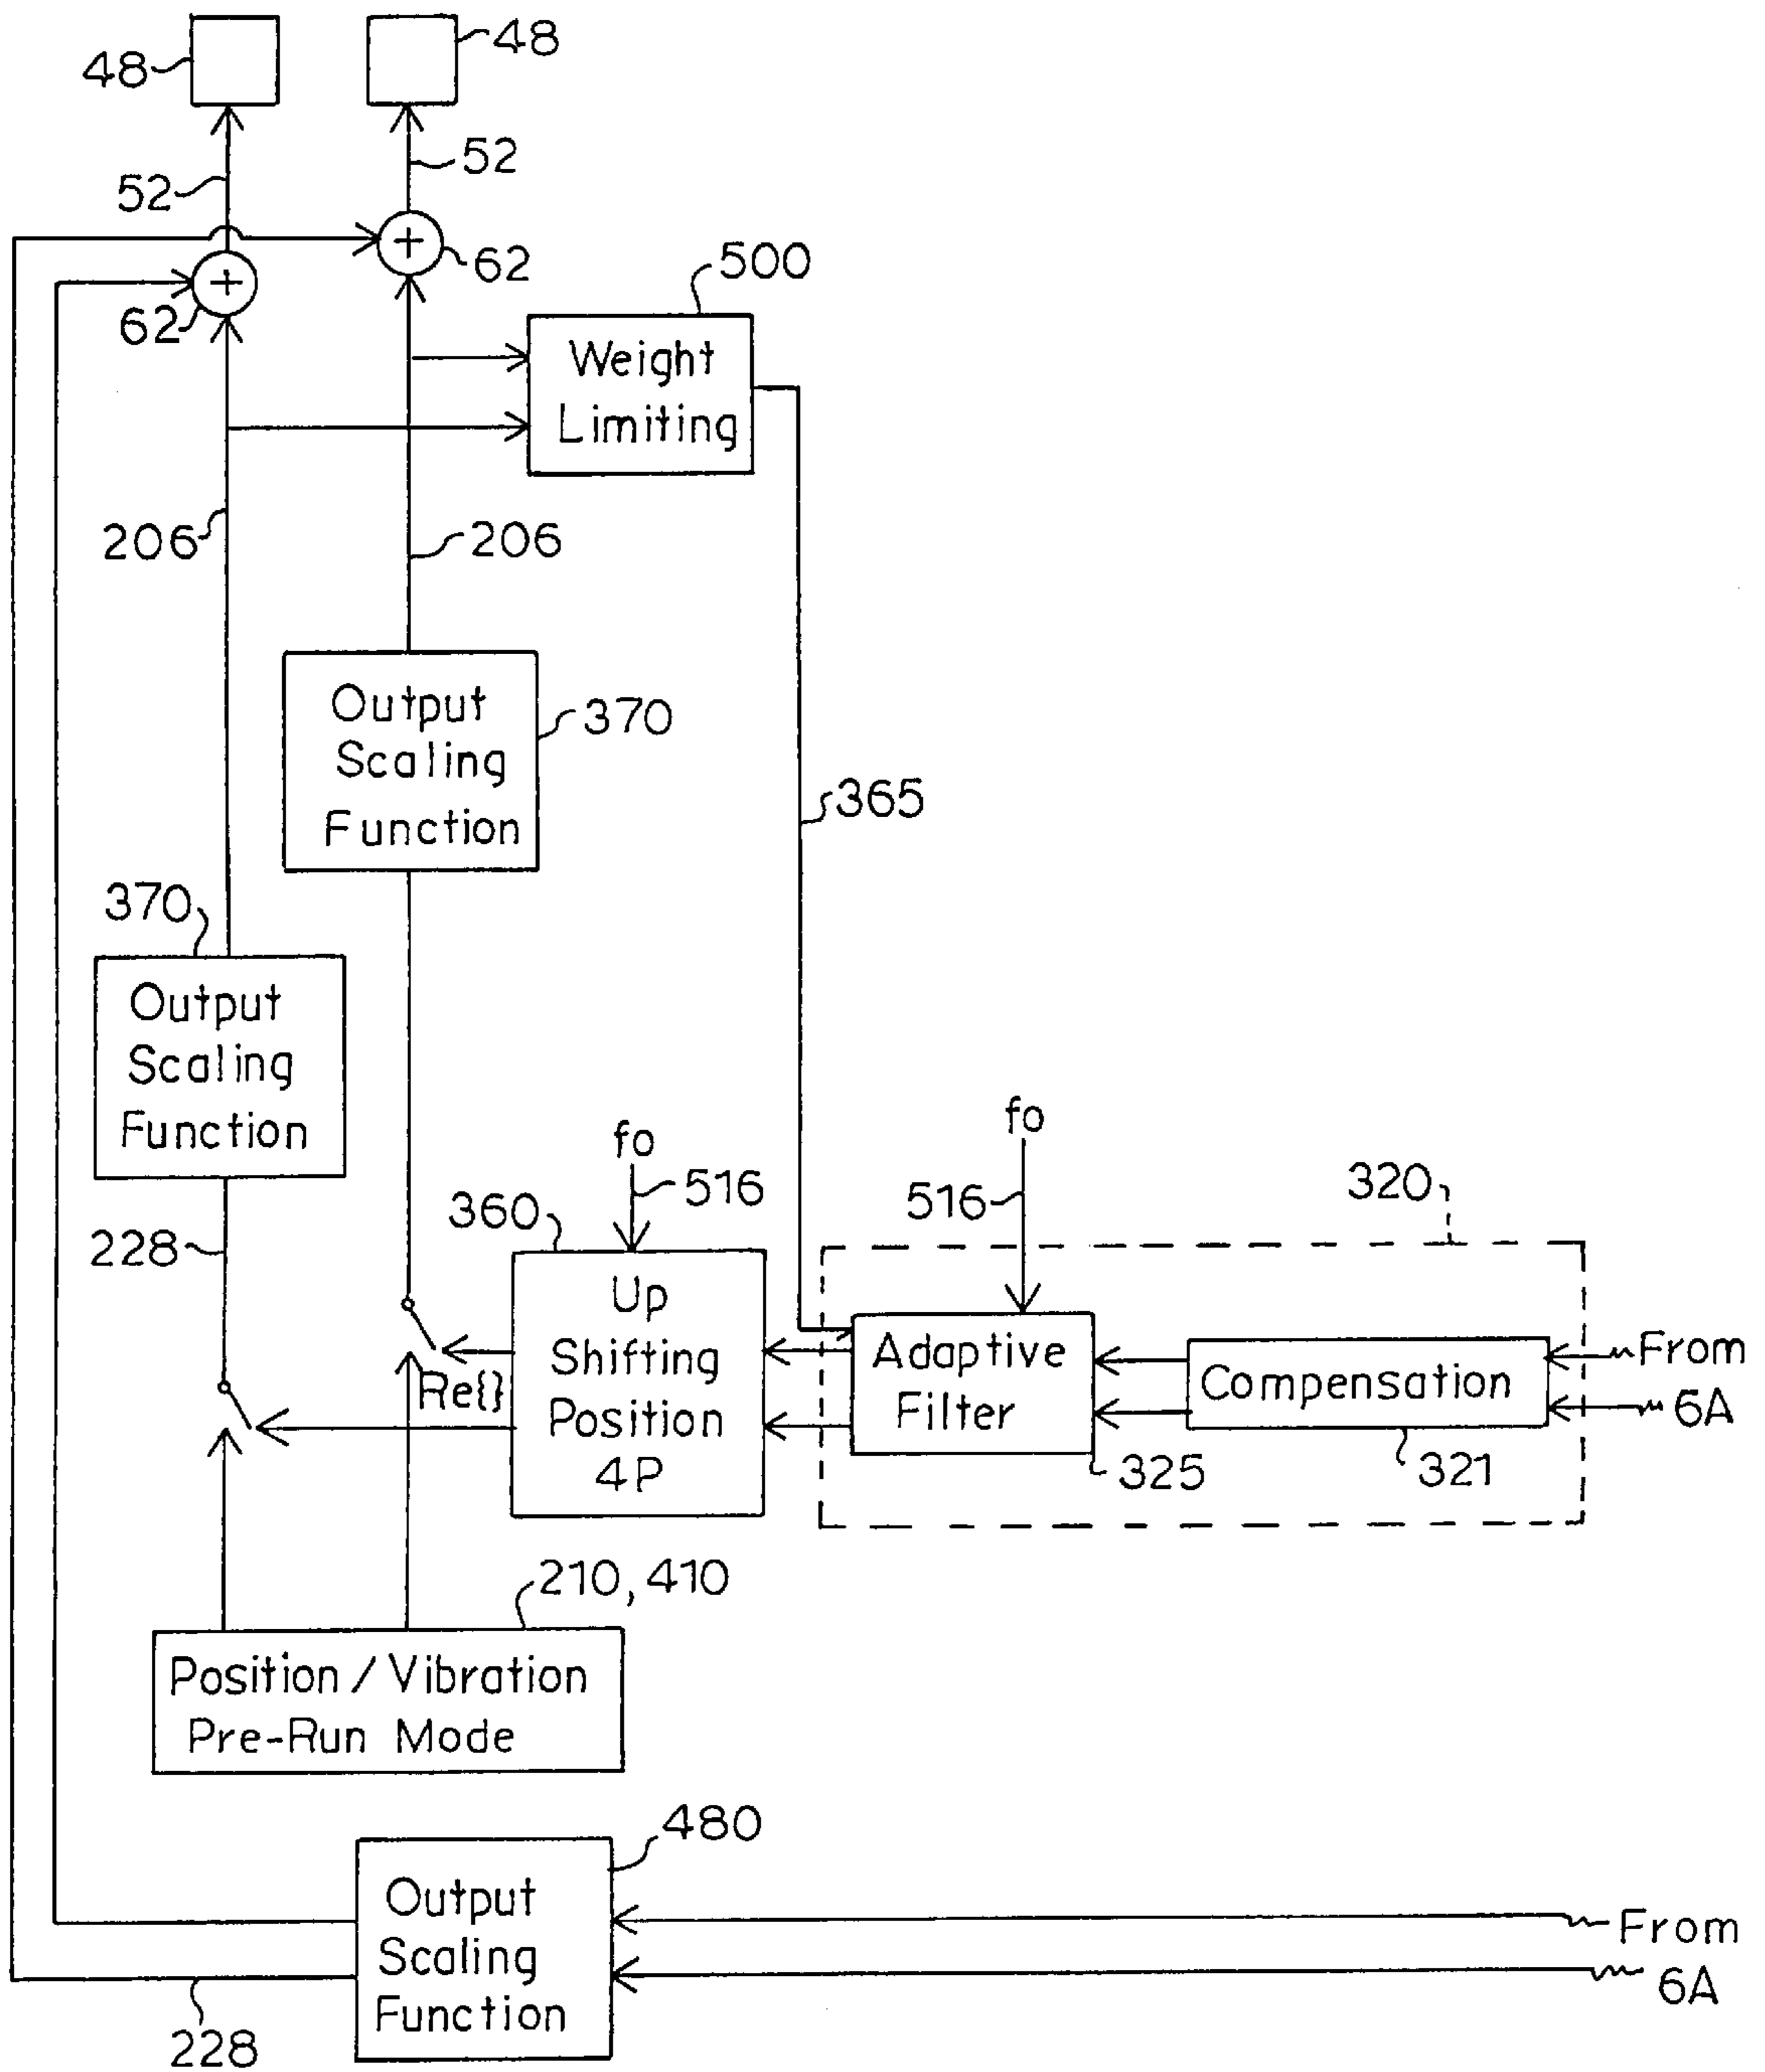 48
48
52
52
62
62
500
Weight
Limiting
206
206
Output
Scaling
Function
370
365
370
Output
Scaling
Function
fo
fo
516
516
320
360
228
Up
Shifting
Position
4P
Re{}
Adaptive
Filter
Compensation
From
6A
325
321
210, 410
Position / Vibration
Pre-Run Mode
480
Output
Scaling
Function
From
6A
228